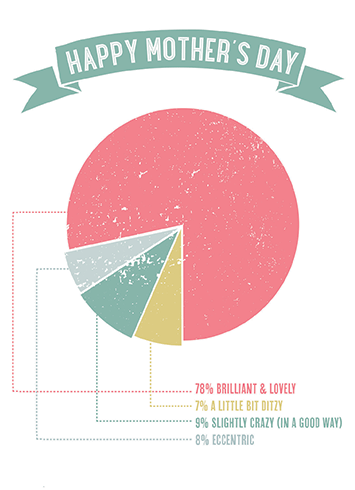 HAPPY MOTHER'S DAY
78% BRILLIANT & LOVELY
7% A LITTLE BIT DITZY
9% SLIGHTLY CRAZY (IN A GOOD WAY)
8% ECCENTRIC